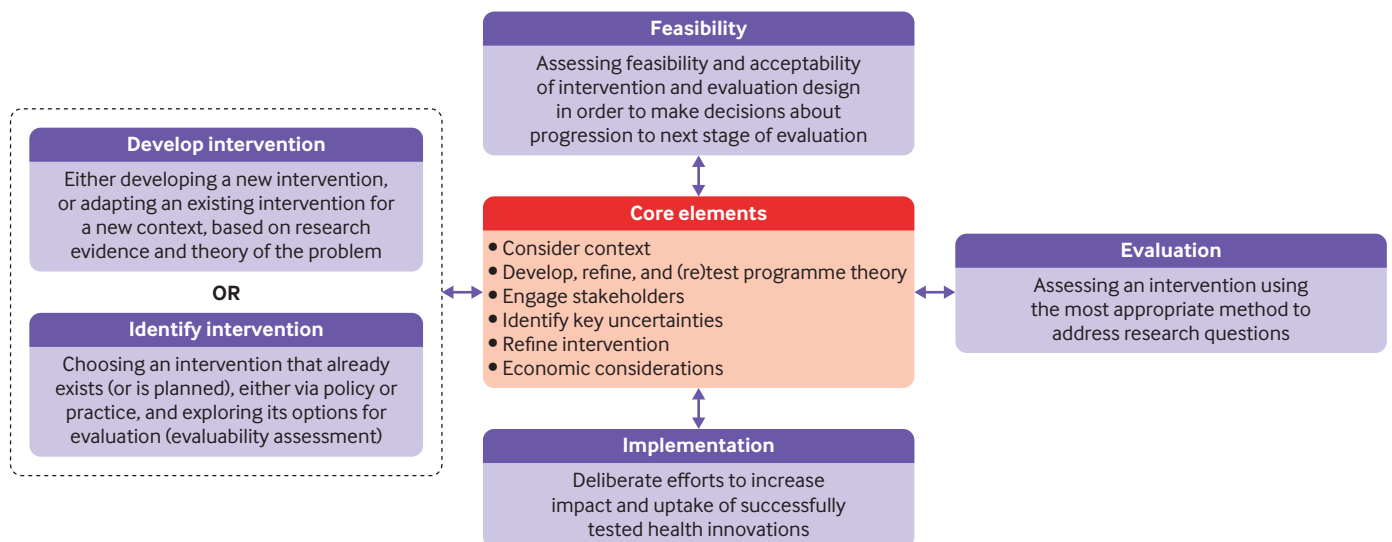 Feasibility
Assessing feasibility and acceptability
of intervention and evaluation design
in order to make decisions about
progression to next stage of evaluation
Develop intervention
Either developing a new intervention,
or adapting an existing intervention for
a new context, based on research
evidence and theory of the problem
OR
Identify intervention
Choosing an intervention that already
exists (or is planned), either via policy or
practice, and exploring its options for
evaluation (evaluability assessment)
Core elements
• Consider context
• Develop, refine, and (re)test programme theory
• Engage stakeholders
• Identify key uncertainties
• Refine intervention
• Economic considerations
Evaluation
Assessing an intervention using
the most appropriate method to
address research questions
Implementation
Deliberate efforts to increase
impact and uptake of successfully
tested health innovations